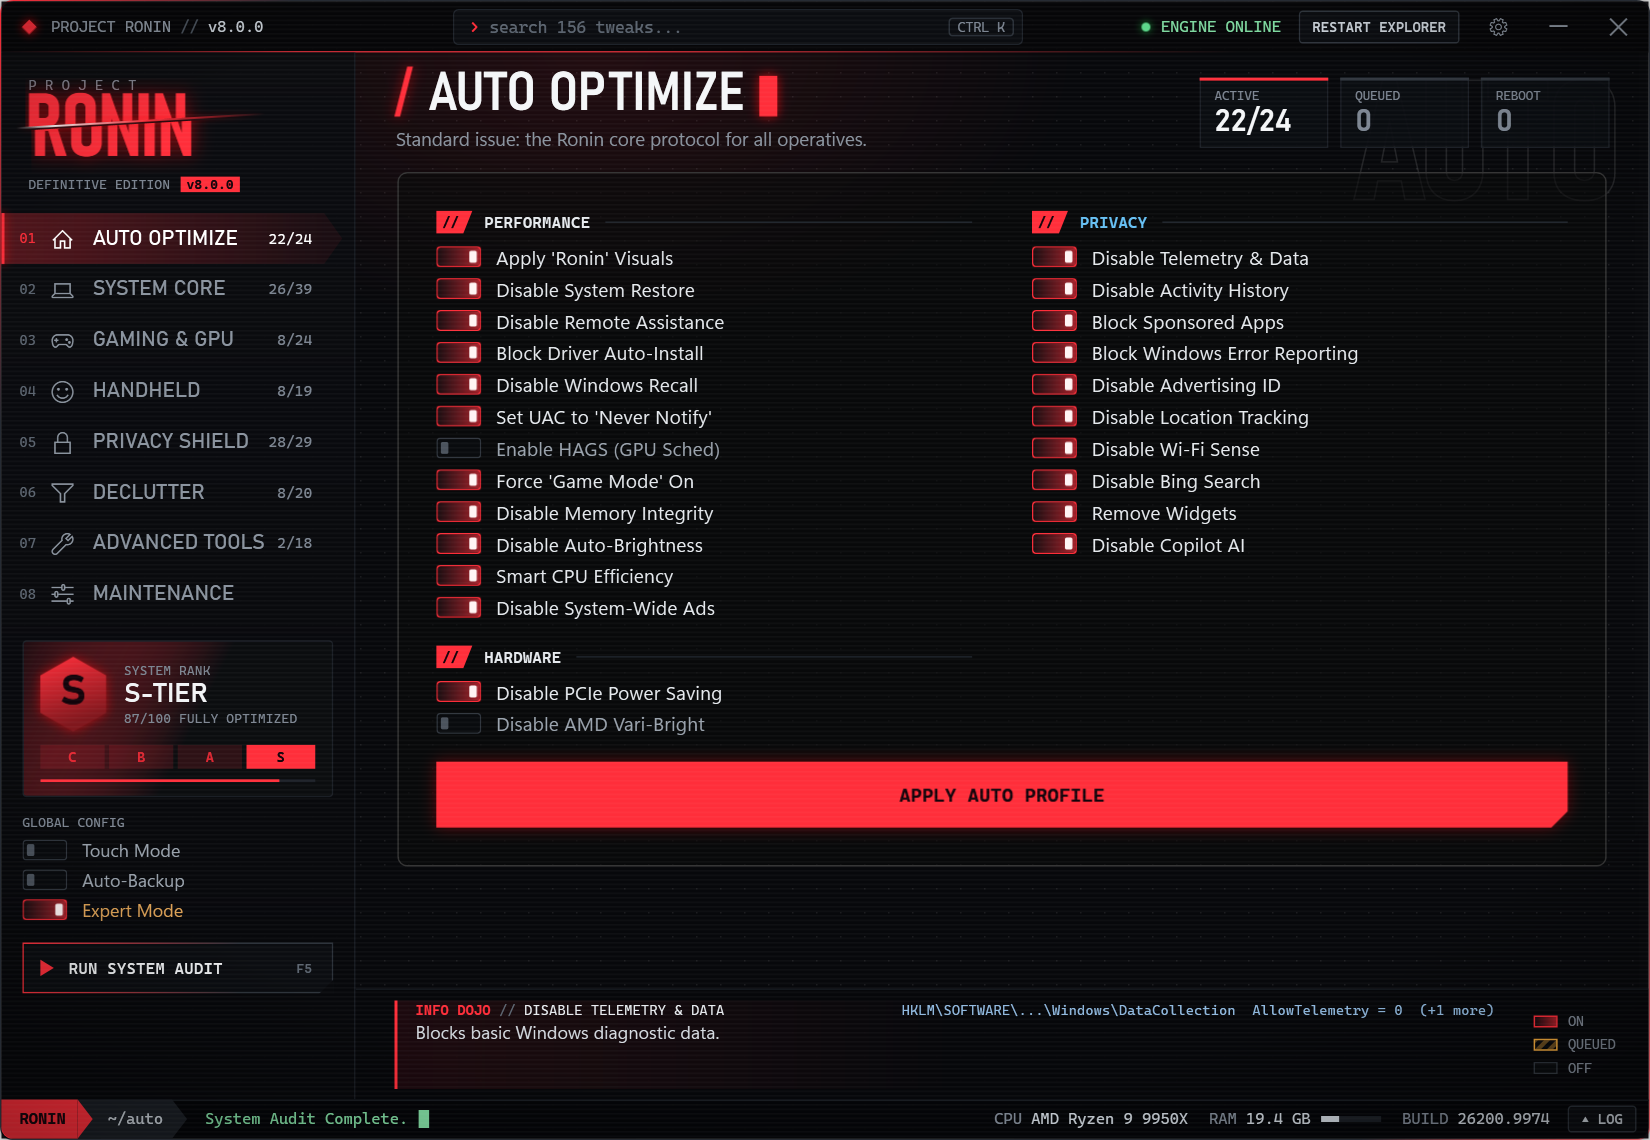 PROJECT RONIN // v8.0.0
search 156 tweaks...
CTRL K
ENGINE ONLINE
RESTART EXPLORER
PROJECT
RONIN
DEFINITIVE EDITION v8.0.0
01 AUTO OPTIMIZE 22/24
02 SYSTEM CORE 26/39
03 GAMING & GPU 8/24
04 HANDHELD 8/19
05 PRIVACY SHIELD 28/29
06 DECLUTTER 8/20
07 ADVANCED TOOLS 2/18
08 MAINTENANCE
S
SYSTEM RANK
S-TIER
87/100 FULLY OPTIMIZED
C B A S
GLOBAL CONFIG
Touch Mode
Auto-Backup
Expert Mode
RUN SYSTEM AUDIT F5
/ AUTO OPTIMIZE
Standard issue: the Ronin core protocol for all operatives.
ACTIVE
22/24
QUEUED
0
REBOOT
0
AUTO
// PERFORMANCE
Apply 'Ronin' Visuals
Disable System Restore
Disable Remote Assistance
Block Driver Auto-Install
Disable Windows Recall
Set UAC to 'Never Notify'
Enable HAGS (GPU Sched)
Force 'Game Mode' On
Disable Memory Integrity
Disable Auto-Brightness
Smart CPU Efficiency
Disable System-Wide Ads
// HARDWARE
Disable PCIe Power Saving
Disable AMD Vari-Bright
// PRIVACY
Disable Telemetry & Data
Disable Activity History
Block Sponsored Apps
Block Windows Error Reporting
Disable Advertising ID
Disable Location Tracking
Disable Wi-Fi Sense
Disable Bing Search
Remove Widgets
Disable Copilot AI
APPLY AUTO PROFILE
INFO DOJO // DISABLE TELEMETRY & DATA
Blocks basic Windows diagnostic data.
HKLM\SOFTWARE\...\Windows\DataCollection AllowTelemetry = 0 (+1 more)
ON
QUEUED
OFF
RONIN ~/auto System Audit Complete.
CPU AMD Ryzen 9 9950X RAM 19.4 GB BUILD 26200.9974 ▲ LOG